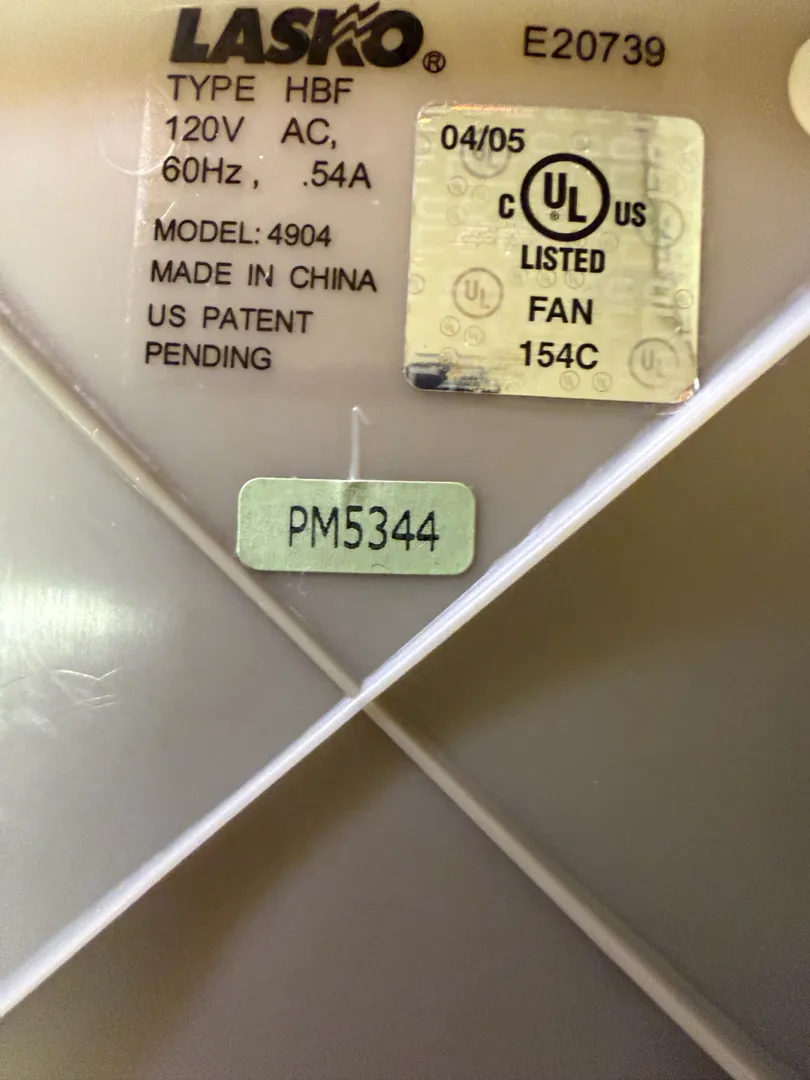 LASKO®
E20739
TYPE HBF
120V AC,
60Hz, .54A
MODEL: 4904
MADE IN CHINA
US PATENT
PENDING
04/05
C UL® US
LISTED
FAN
154C
PM5344